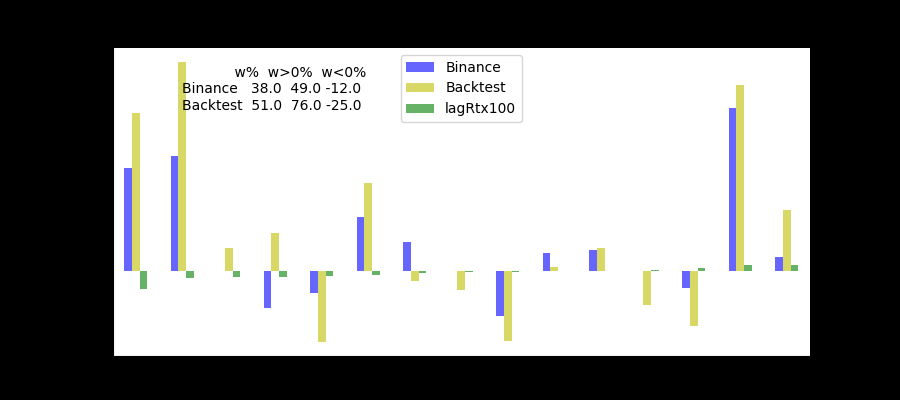 w% w>0% w<0%
Binance 38.0 49.0 -12.0
Backtest 51.0 76.0 -25.0
Binance
Backtest
lagRtx100